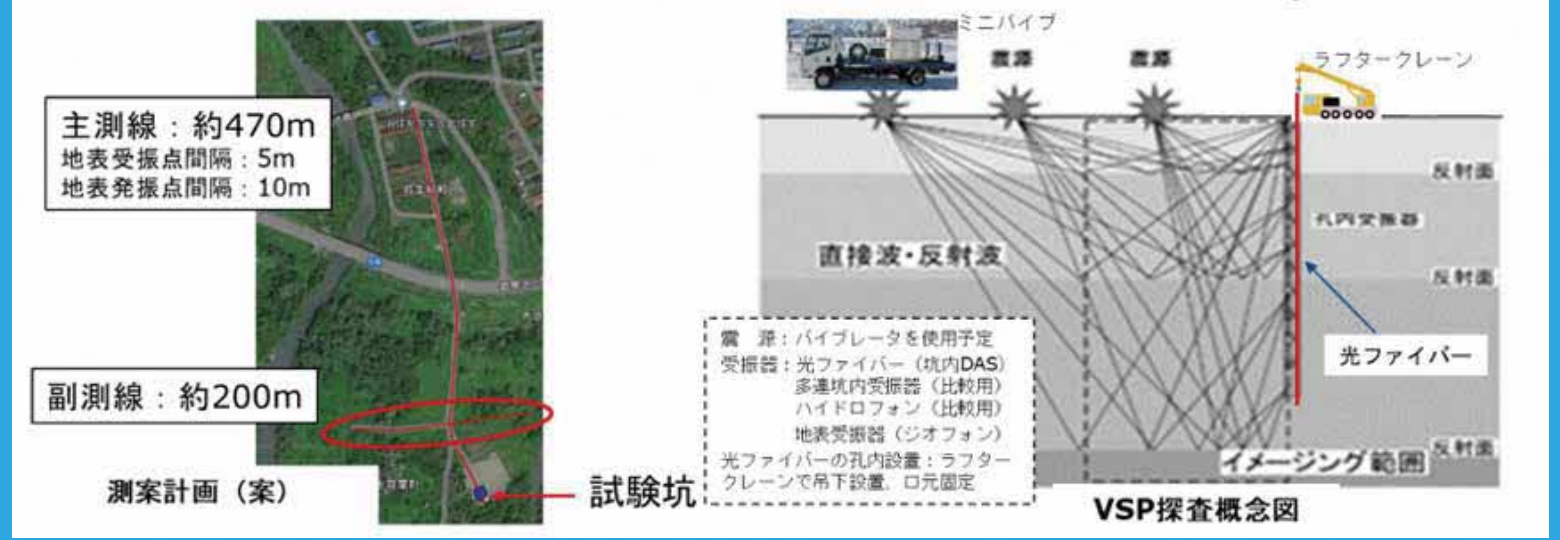 主測線：約470m
地表受振点間隔：5m
地表発振点間隔：10m
副測線：約200m
測案計画（案）
試験坑
ミニバイブ
震源
震源
ラフタークレーン
反射面
孔内受振器
直接波・反射波
反射面
光ファイバー
震　源：バイブレータを使用予定
受振器：光ファイバー（坑内DAS）
多連坑内受振器（比較用）
ハイドロフォン（比較用）
地表受振器（ジオフォン）
光ファイバーの孔内設置：ラフター
クレーンで吊下設置、口元固定
反射面
イメージング範囲
VSP探査概念図